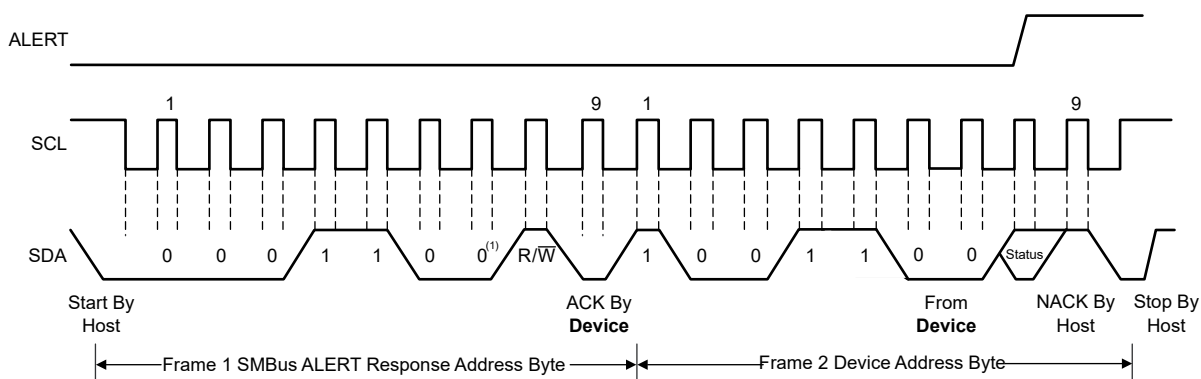 ALERT
1 9 1 9
SCL
SDA 0 0 0 1 1 0 0(1) R/W 1 0 0 1 1 0 0 Status
Start By ACK By From NACK By Stop By
Host Device Device Host Host
Frame 1 SMBus ALERT Response Address Byte Frame 2 Device Address Byte